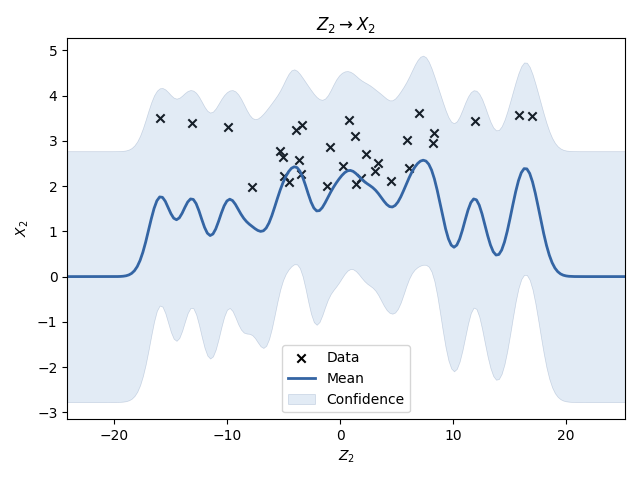 Z₂ → X₂
X₂
5
4
3
2
1
0
−1
−2
−3
Data
Mean
Confidence
−20 −10 0 10 20
Z₂